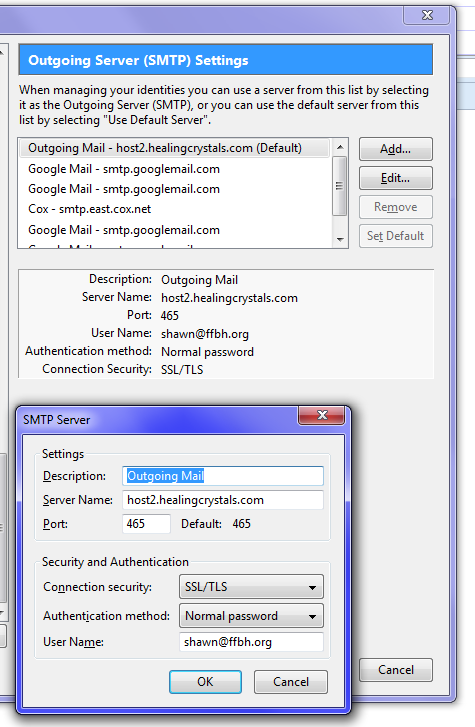 Outgoing Server (SMTP) Settings
When managing your identities you can use a server from this list by selecting
it as the Outgoing Server (SMTP), or you can use the default server from this
list by selecting "Use Default Server".
Outgoing Mail - host2.healingcrystals.com (Default)
Google Mail - smtp.googlemail.com
Google Mail - smtp.googlemail.com
Cox - smtp.east.cox.net
Google Mail - smtp.googlemail.com
Google Mail - smtp.googlemail.com
Add...
Edit...
Remove
Set Default
Description: Outgoing Mail
Server Name: host2.healingcrystals.com
Port: 465
User Name: shawn@ffbh.org
Authentication method: Normal password
Connection Security: SSL/TLS
SMTP Server
Settings
Description: Outgoing Mail
Server Name: host2.healingcrystals.com
Port: 465 Default: 465
Security and Authentication
Connection security: SSL/TLS
Authentication method: Normal password
User Name: shawn@ffbh.org
OK Cancel
Cancel